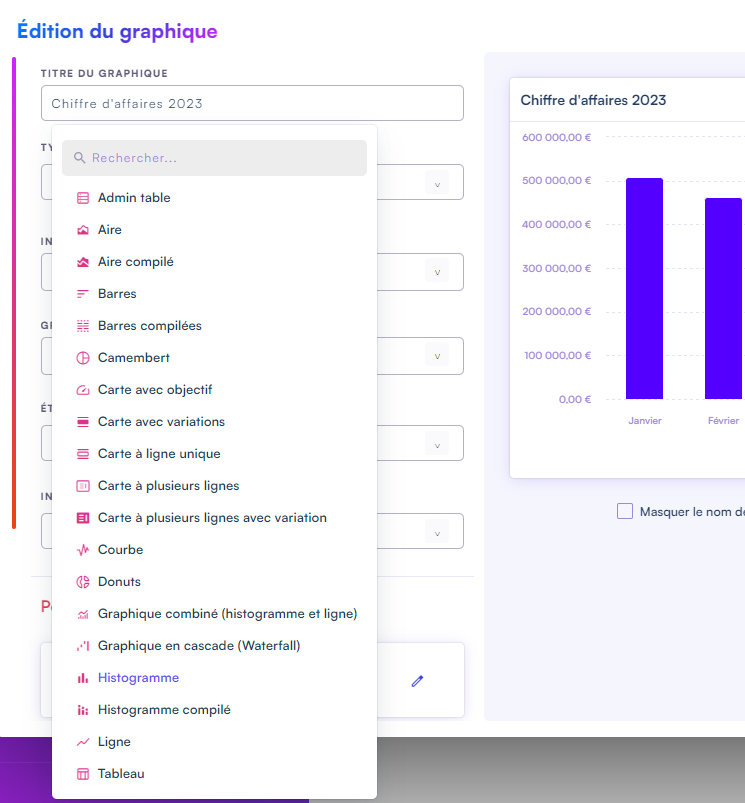 Édition du graphique
TITRE DU GRAPHIQUE
Chiffre d'affaires 2023
Rechercher...
Admin table
Aire
Aire compilé
Barres
Barres compilées
Camembert
Carte avec objectif
Carte avec variations
Carte à ligne unique
Carte à plusieurs lignes
Carte à plusieurs lignes avec variation
Courbe
Donuts
Graphique combiné (histogramme et ligne)
Graphique en cascade (Waterfall)
Histogramme
Histogramme compilé
Ligne
Tableau
Chiffre d'affaires 2023
600 000,00 €
500 000,00 €
400 000,00 €
300 000,00 €
200 000,00 €
100 000,00 €
0,00 €
Janvier Février
Masquer le nom de